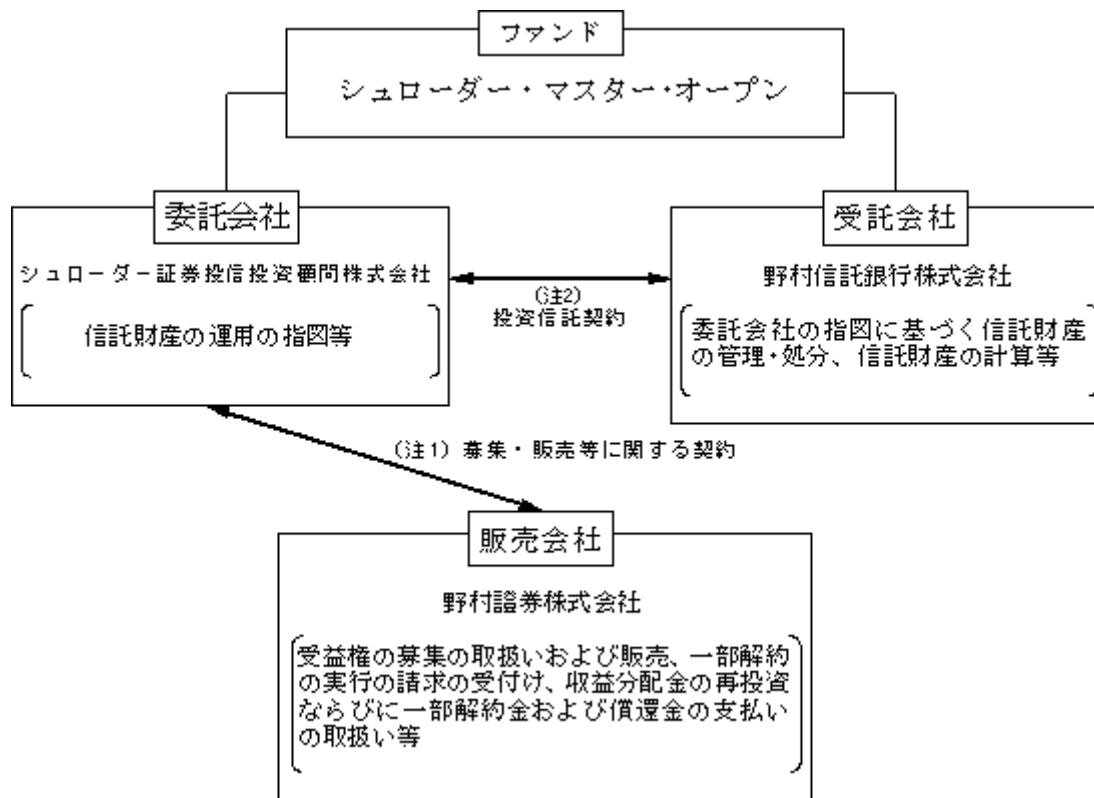 ファンド
シュローダー・マスター・オープン
委託会社
シュローダー証券投信投資顧問株式会社
信託財産の運用の指図等
(注2)
投資信託契約
受託会社
野村信託銀行株式会社
委託会社の指図に基づく信託財産
の管理・処分、信託財産の計算等
(注1) 募集・販売等に関する契約
販売会社
野村證券株式会社
受益権の募集の取扱いおよび販売、一部解約
の実行の請求の受付け、収益分配金の再投資
ならびに一部解約金および償還金の支払い
の取扱い等